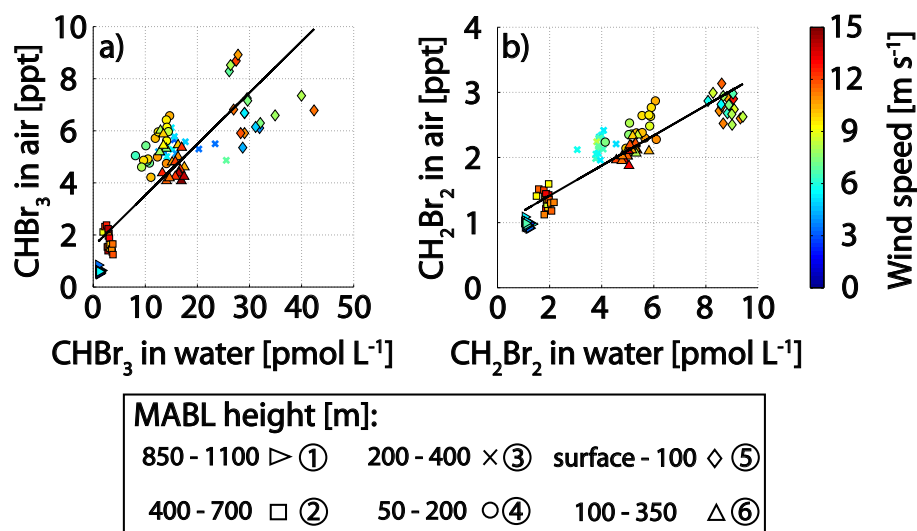 a)
CHBr3 in air [ppt]
10
8
6
4
2
0
0 10 20 30 40 50
CHBr3 in water [pmol L-1]
b)
CH2Br2 in air [ppt]
4
3
2
1
0
0 2 4 6 8 10
CH2Br2 in water [pmol L-1]
15
12
9
6
3
0
Wind speed [m s-1]
MABL height [m]:
850 - 1100 ▷ ① 200 - 400 × ③ surface - 100 ◇ ⑤
400 - 700 □ ② 50 - 200 ○ ④ 100 - 350 △ ⑥